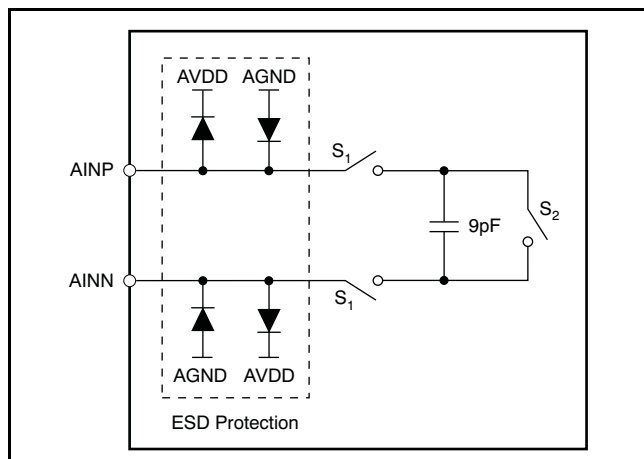 AVDD AGND
AINP
S1
S2
9pF
AINN
S1
AGND AVDD
ESD Protection